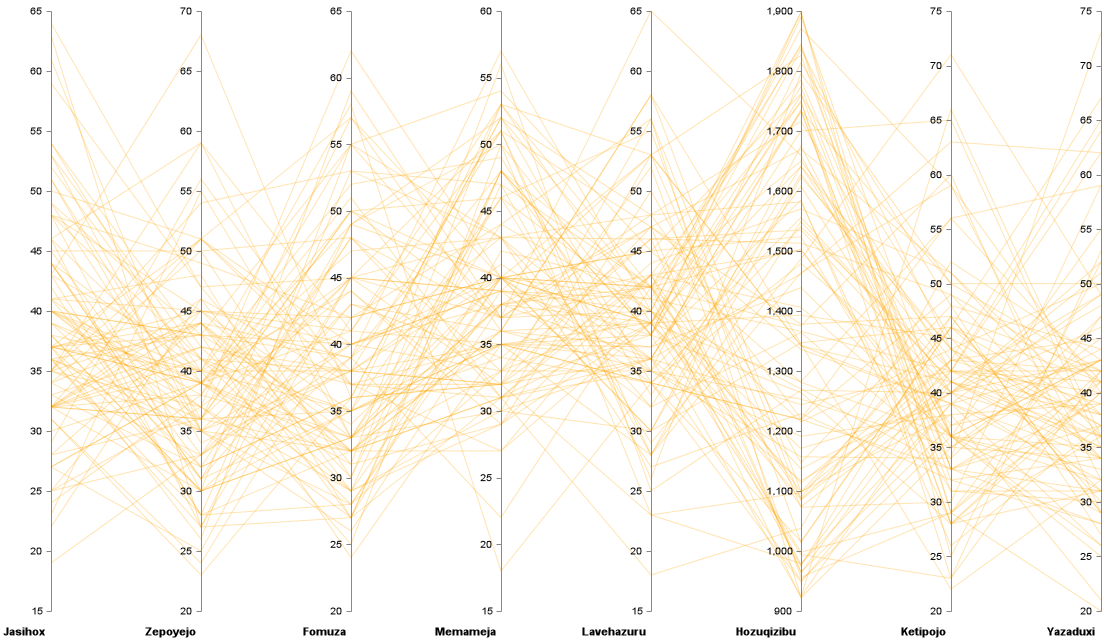 65 70 65 60 65 1,900 75 75
60 65 60 55 60 1,800 70 70
55 60 55 50 55 1,700 65 65
50 55 50 45 50 1,600 60 60
45 50 45 40 45 1,500 55 55
40 45 40 35 40 1,400 50 50
35 40 35 30 35 1,300 45 45
30 35 30 25 30 1,200 40 40
25 30 25 20 25 1,100 35 35
20 25 20 15 20 1,000 30 30
15 20 15 900 25 25
20 20
Jasihox Zepoyejo Fomuza Memameja Lavehazuru Hozuqizibu Ketipojo Yazaduxi